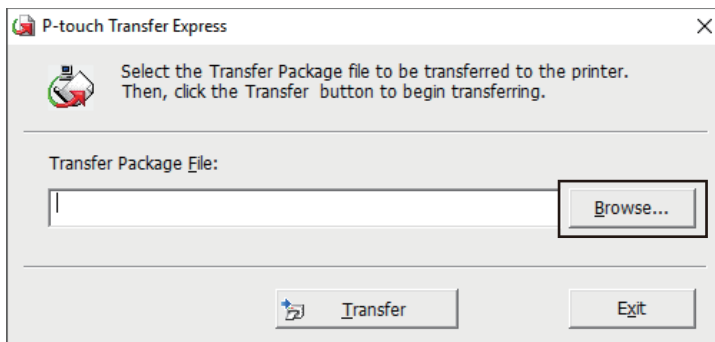 P-touch Transfer Express
Select the Transfer Package file to be transferred to the printer.
Then, click the Transfer button to begin transferring.
Transfer Package File:
Browse...
Transfer
Exit